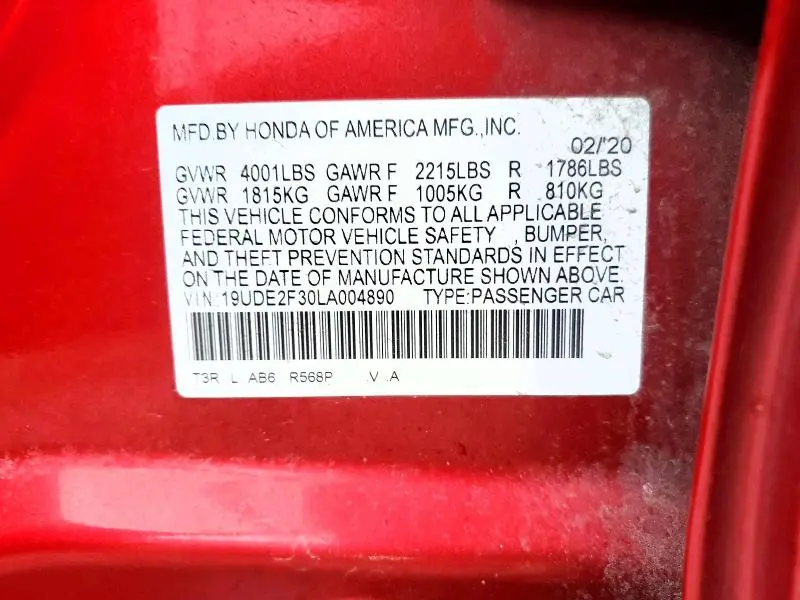 MFD.BY HONDA OF AMERICA MFG.,INC.
02/'20
GVWR 4001LBS GAWR F 2215LBS R 1786LBS
GVWR 1815KG GAWR F 1005KG R 810KG
THIS VEHICLE CONFORMS TO ALL APPLICABLE
FEDERAL MOTOR VEHICLE SAFETY , BUMPER,
AND THEFT PREVENTION STANDARDS IN EFFECT
ON THE DATE OF MANUFACTURE SHOWN ABOVE.
VIN:19UDE2F30LA004890 TYPE:PASSENGER CAR
T3R L AB6 R568P V A